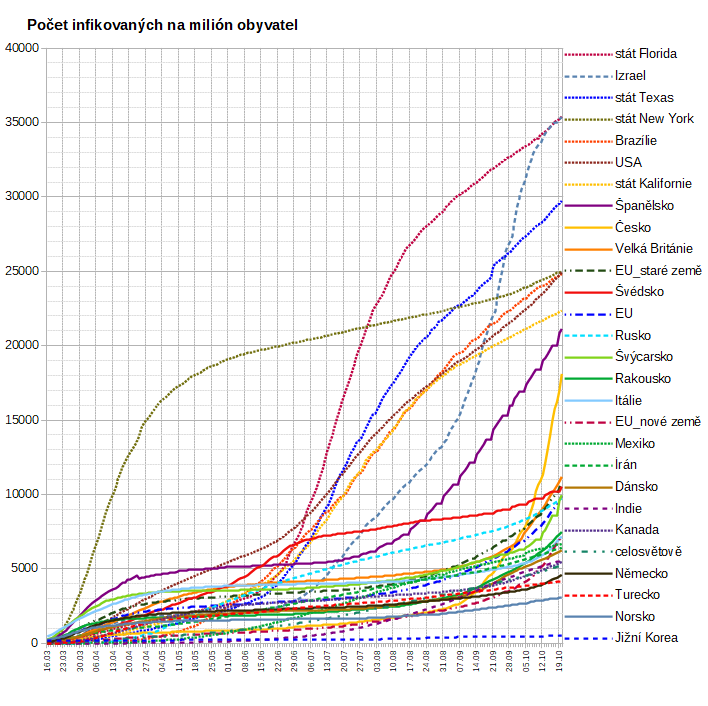 Počet infikovaných na milión obyvatel
40000
35000
30000
25000
20000
15000
10000
5000
0
16.03
23.03
30.03
06.04
13.04
20.04
27.04
04.05
11.05
18.05
25.05
01.06
08.06
15.06
22.06
29.06
06.07
13.07
20.07
27.07
03.08
10.08
17.08
24.08
31.08
07.09
14.09
21.09
28.09
05.10
12.10
19.10
stát Florida
Izrael
stát Texas
stát New York
Brazílie
USA
stát Kalifornie
Španělsko
Česko
Velká Británie
EU_staré země
Švédsko
EU
Rusko
Švýcarsko
Rakousko
Itálie
EU_nové země
Mexiko
Írán
Dánsko
Indie
Kanada
celosvětově
Německo
Turecko
Norsko
Jižní Korea